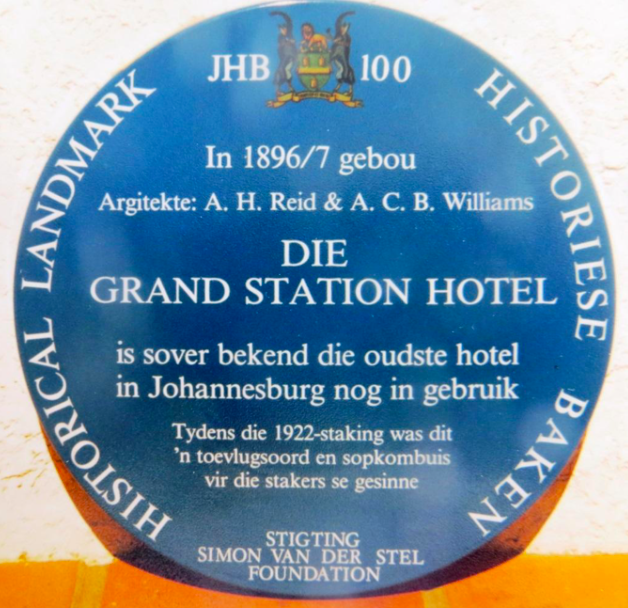 JHB 100
HISTORICAL LANDMARK
HISTORIESE BAKEN
In 1896/7 gebou
Argitekte: A. H. Reid & A. C. B. Williams
DIE
GRAND STATION HOTEL
is sover bekend die oudste hotel
in Johannesburg nog in gebruik
Tydens die 1922-staking was dit
'n toevlugsoord en sopkombuis
vir die stakers se gesinne
STIGTING
SIMON VAN DER STEL
FOUNDATION